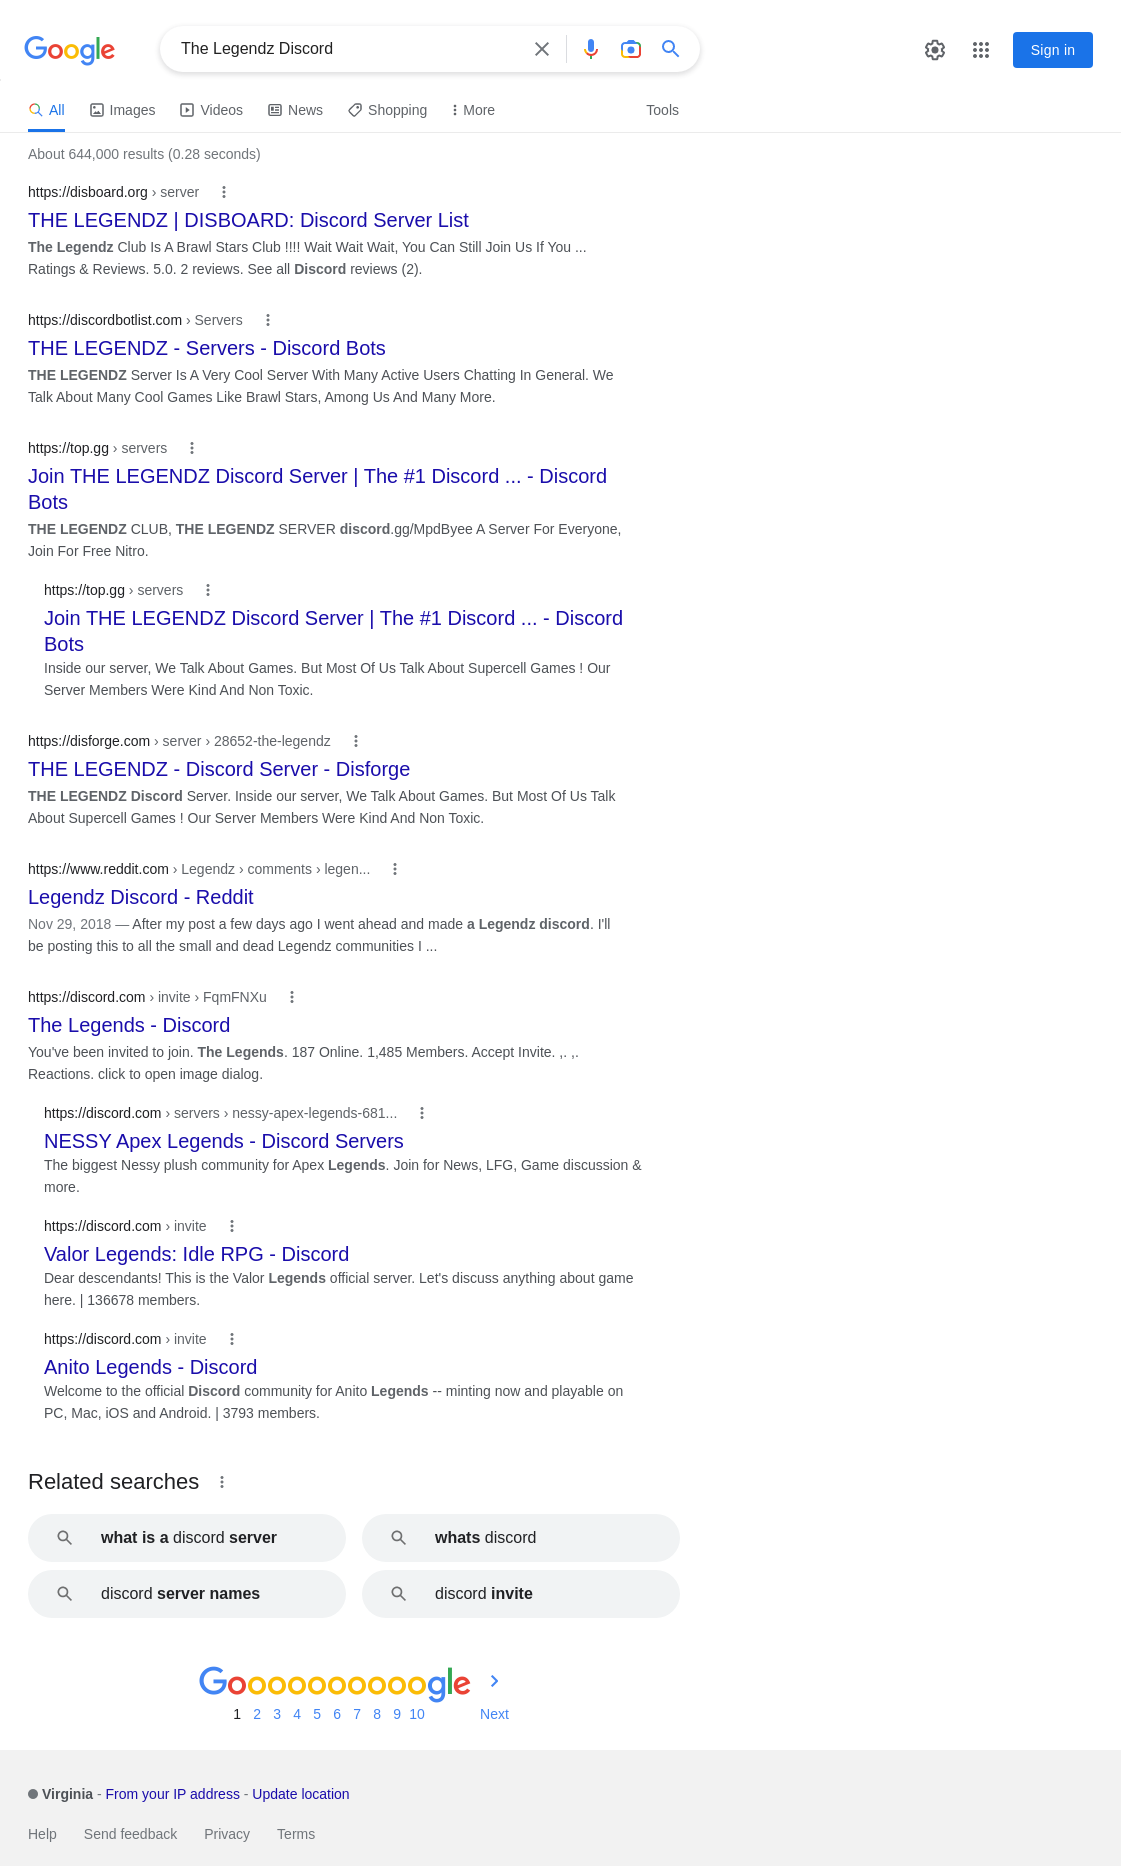 Google
The Legendz Discord
Sign in
All Images Videos News Shopping More Tools
About 644,000 results (0.28 seconds)
https://disboard.org › server
THE LEGENDZ | DISBOARD: Discord Server List
The Legendz Club Is A Brawl Stars Club !!!! Wait Wait Wait, You Can Still Join Us If You ...
Ratings & Reviews. 5.0. 2 reviews. See all Discord reviews (2).
https://discordbotlist.com › Servers
THE LEGENDZ - Servers - Discord Bots
THE LEGENDZ Server Is A Very Cool Server With Many Active Users Chatting In General. We
Talk About Many Cool Games Like Brawl Stars, Among Us And Many More.
https://top.gg › servers
Join THE LEGENDZ Discord Server | The #1 Discord ... - Discord
Bots
THE LEGENDZ CLUB, THE LEGENDZ SERVER discord.gg/MpdByee A Server For Everyone,
Join For Free Nitro.
https://top.gg › servers
Join THE LEGENDZ Discord Server | The #1 Discord ... - Discord
Bots
Inside our server, We Talk About Games. But Most Of Us Talk About Supercell Games ! Our
Server Members Were Kind And Non Toxic.
https://disforge.com › server › 28652-the-legendz
THE LEGENDZ - Discord Server - Disforge
THE LEGENDZ Discord Server. Inside our server, We Talk About Games. But Most Of Us Talk
About Supercell Games ! Our Server Members Were Kind And Non Toxic.
https://www.reddit.com › Legendz › comments › legen...
Legendz Discord - Reddit
Nov 29, 2018 — After my post a few days ago I went ahead and made a Legendz discord. I'll
be posting this to all the small and dead Legendz communities I ...
https://discord.com › invite › FqmFNXu
The Legends - Discord
You've been invited to join. The Legends. 187 Online. 1,485 Members. Accept Invite. ,. ,.
Reactions. click to open image dialog.
https://discord.com › servers › nessy-apex-legends-681...
NESSY Apex Legends - Discord Servers
The biggest Nessy plush community for Apex Legends. Join for News, LFG, Game discussion &
more.
https://discord.com › invite
Valor Legends: Idle RPG - Discord
Dear descendants! This is the Valor Legends official server. Let's discuss anything about game
here. | 136678 members.
https://discord.com › invite
Anito Legends - Discord
Welcome to the official Discord community for Anito Legends -- minting now and playable on
PC, Mac, iOS and Android. | 3793 members.
Related searches
what is a discord server
whats discord
discord server names
discord invite
Goooooooooogle
1 2 3 4 5 6 7 8 9 10 Next
Virginia - From your IP address - Update location
Help Send feedback Privacy Terms